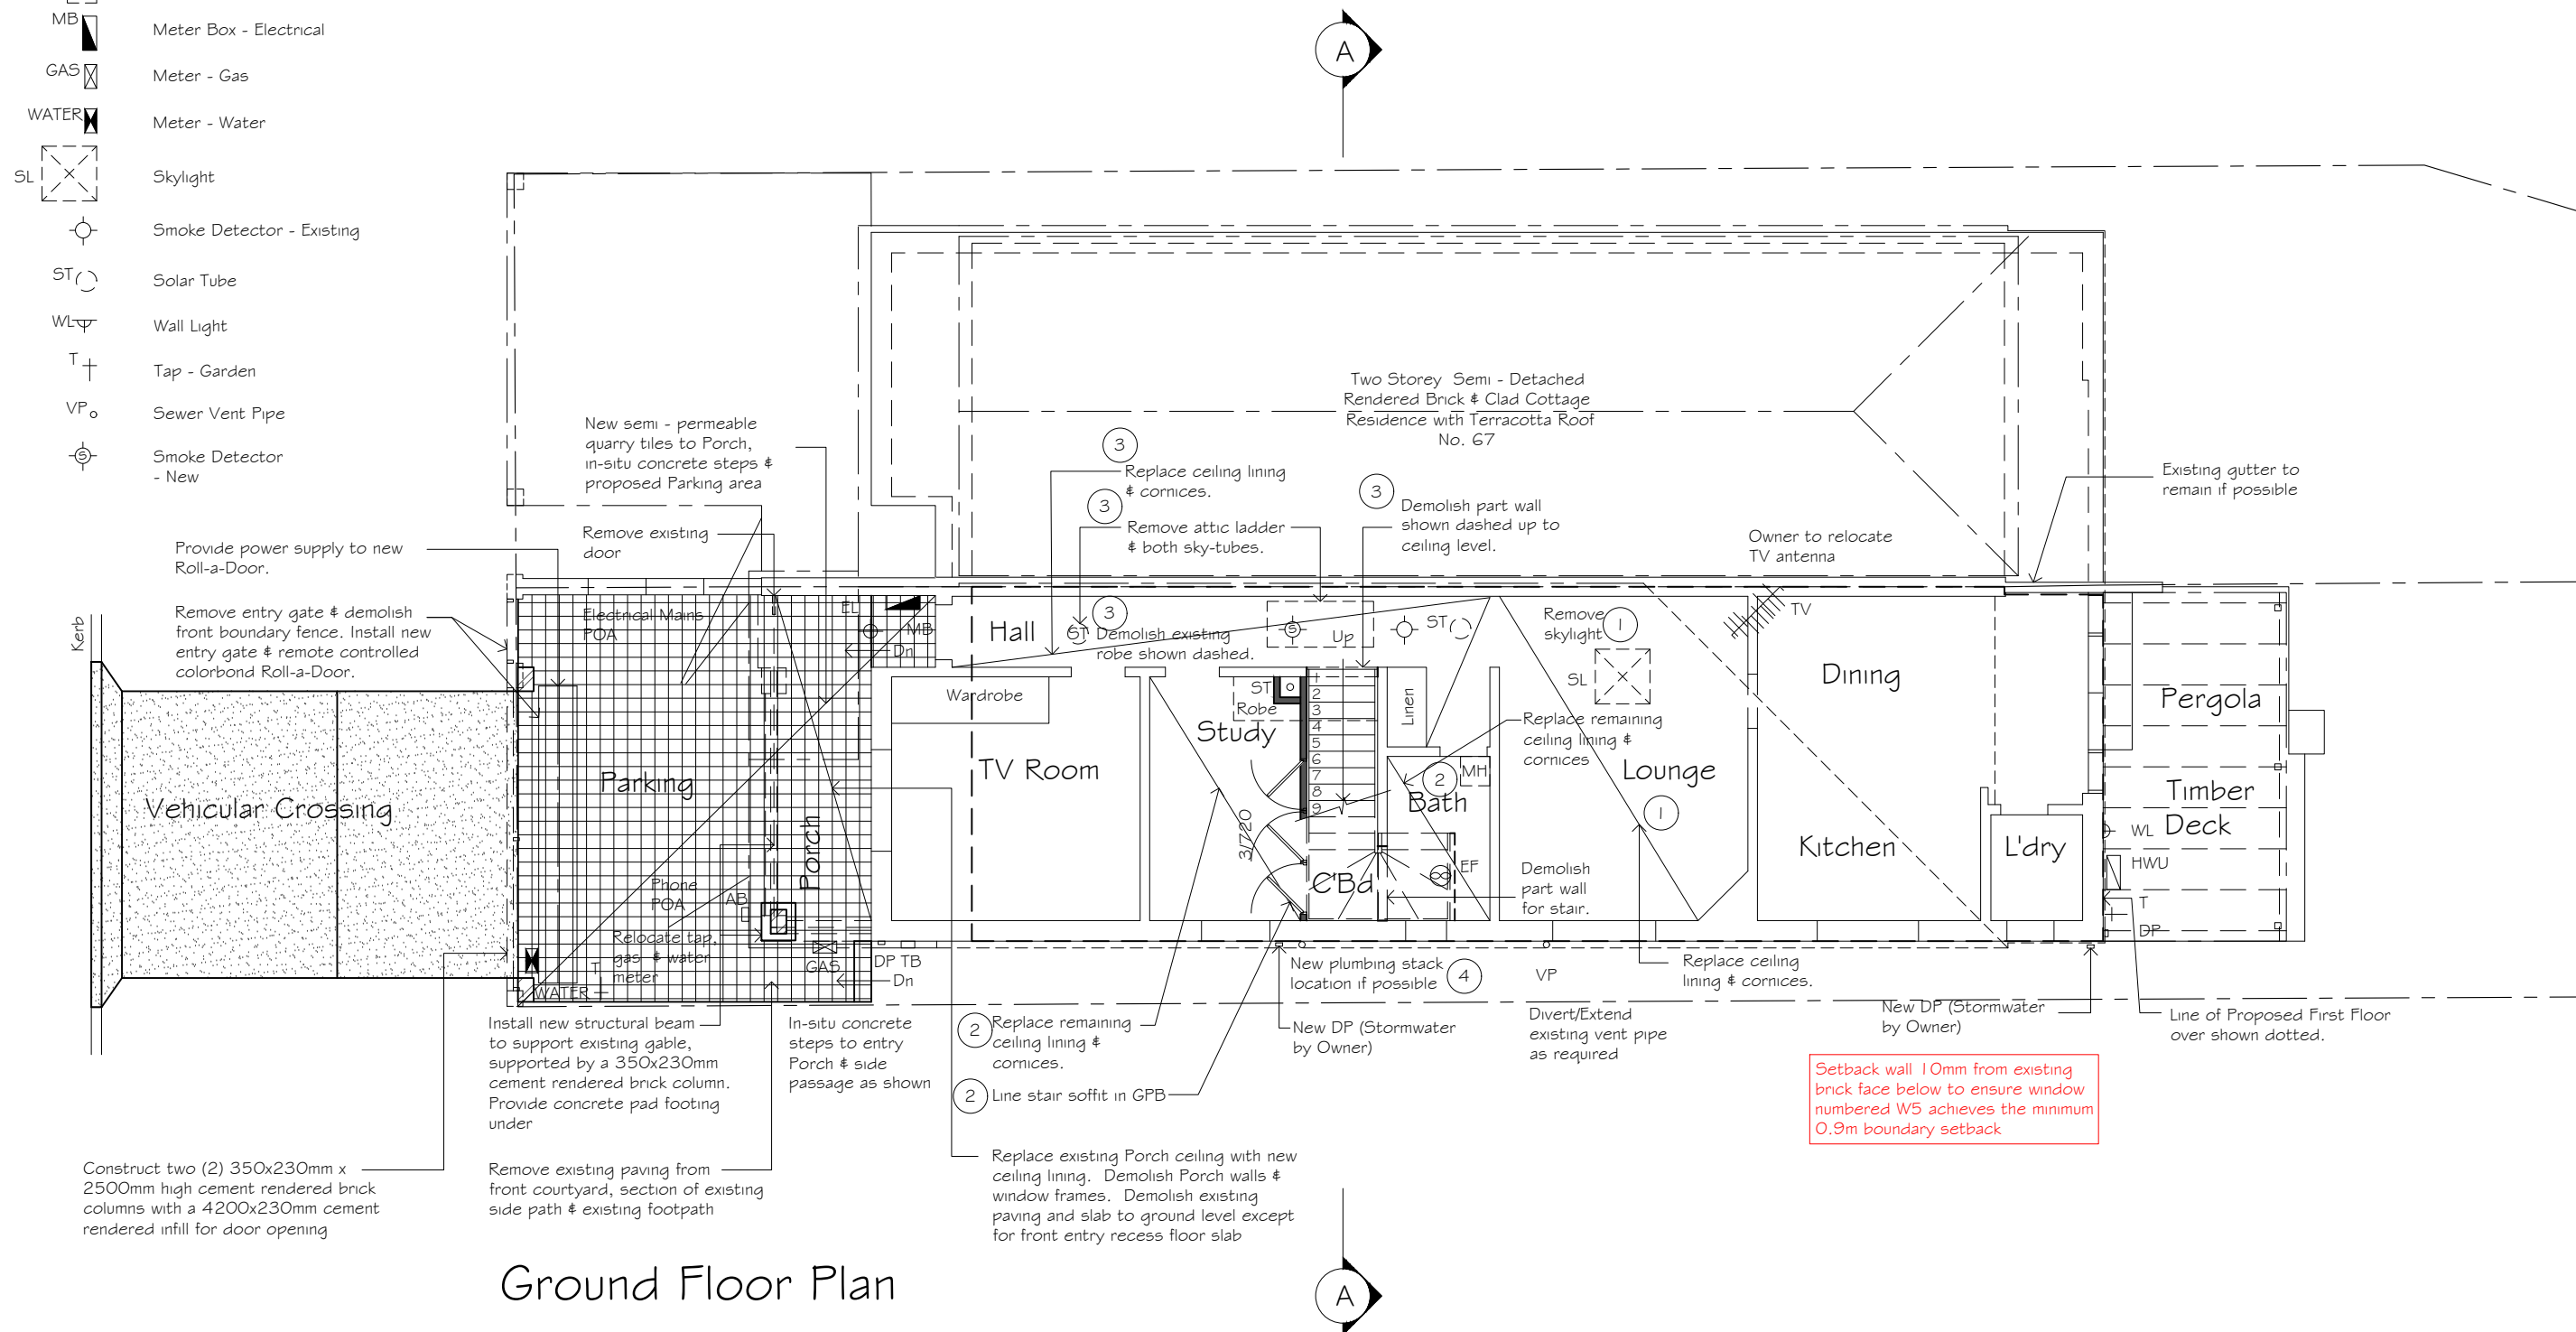 MB
Meter Box - Electrical
GAS
Meter - Gas
WATER
Meter - Water
SL
Skylight
Smoke Detector - Existing
ST
Solar Tube
WL
Wall Light
T
Tap - Garden
VP
Sewer Vent Pipe
S
Smoke Detector
- New
A
Two Storey Semi - Detached
Rendered Brick & Clad Cottage
Residence with Terracotta Roof
No. 67
New semi - permeable
quarry tiles to Porch,
in-situ concrete steps &
proposed Parking area
Remove existing
door
3
Replace ceiling lining
& cornices.
3
Remove attic ladder
& both sky-tubes.
3
Demolish part wall
shown dashed up to
ceiling level.
Owner to relocate
TV antenna
Existing gutter to
remain if possible
Provide power supply to new
Roll-a-Door.
Remove entry gate & demolish
front boundary fence. Install new
entry gate & remote controlled
colorbond Roll-a-Door.
Kerb
Electrical Mains
POA
EL
MB
Dn
Hall
ST
3
Demolish existing
robe shown dashed.
S
Up
ST
Remove
skylight
1
SL
TV
Dining
Pergola
Wardrobe
ST
Robe
Study
1
2
3
4
5
6
7
8
9
Linen
Replace remaining
ceiling lining &
cornices
2
MH
Bath
TV Room
Lounge
1
Parking
Vehicular Crossing
Porch
31720
C'Bd
EF
Demolish
part wall
for stair.
Kitchen
L'dry
Timber
Deck
WL
HWU
T
DP
Phone
POA
AB
Relocate tap,
gas & water
meter
T
WATER
GAS
DP TB
Dn
New plumbing stack
location if possible
4
VP
Replace ceiling
lining & cornices.
New DP (Stormwater
by Owner)
Line of Proposed First Floor
over shown dotted.
Install new structural beam
to support existing gable,
supported by a 350x230mm
cement rendered brick column.
Provide concrete pad footing
under
In-situ concrete
steps to entry
Porch & side
passage as shown
2
Replace remaining
ceiling lining &
cornices.
New DP (Stormwater
by Owner)
Divert/Extend
existing vent pipe
as required
2
Line stair soffit in GPB
Setback wall 10mm from existing
brick face below to ensure window
numbered W5 achieves the minimum
0.9m boundary setback
Construct two (2) 350x230mm x
2500mm high cement rendered brick
columns with a 4200x230mm cement
rendered infill for door opening
Remove existing paving from
front courtyard, section of existing
side path & existing footpath
Replace existing Porch ceiling with new
ceiling lining. Demolish Porch walls &
window frames. Demolish existing
paving and slab to ground level except
for front entry recess floor slab
Ground Floor Plan
A